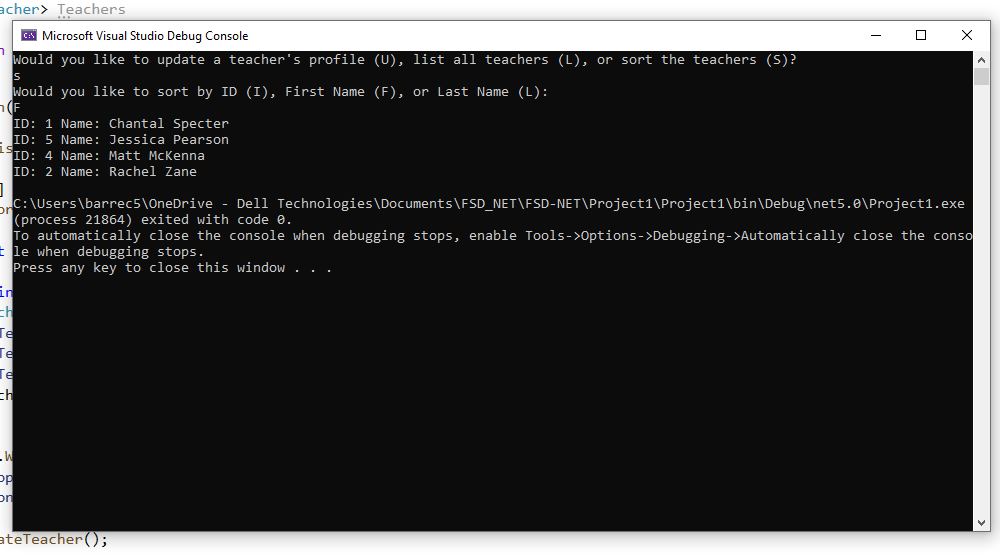 acher> Teachers
Microsoft Visual Studio Debug Console
Would you like to update a teacher's profile (U), list all teachers (L), or sort the teachers (S)?
s
Would you like to sort by ID (I), First Name (F), or Last Name (L):
F
ID: 1 Name: Chantal Specter
ID: 5 Name: Jessica Pearson
ID: 4 Name: Matt McKenna
ID: 2 Name: Rachel Zane
C:\Users\barrec5\OneDrive - Dell Technologies\Documents\FSD_NET\FSD-NET\Project1\Project1\bin\Debug\net5.0\Project1.exe
(process 21864) exited with code 0.
To automatically close the console when debugging stops, enable Tools->Options->Debugging->Automatically close the conso
le when debugging stops.
Press any key to close this window . . .
ateTeacher();